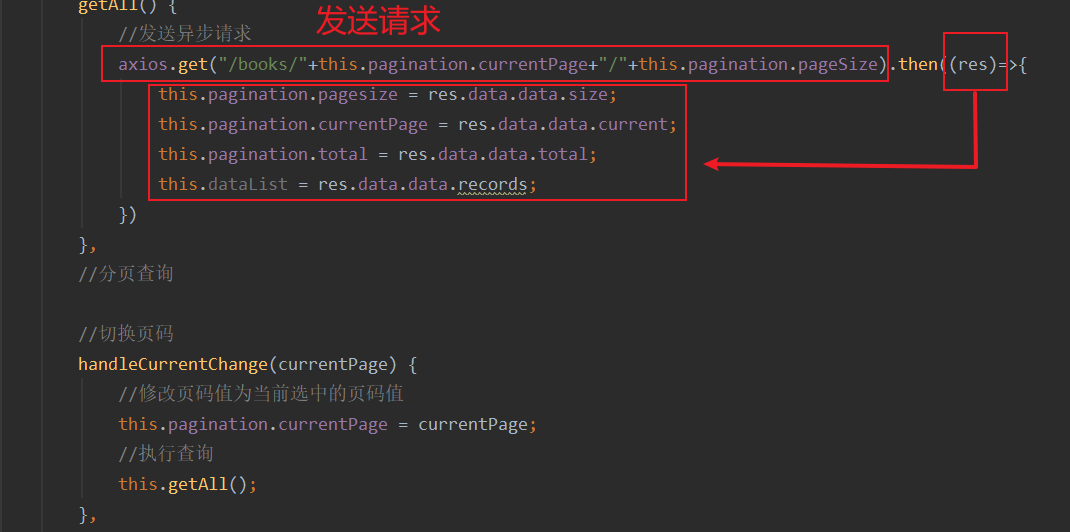 getAll() {
发送请求
//发送异步请求
axios.get("/books/"+this.pagination.currentPage+"/"+this.pagination.pageSize).then((res)=>{
this.pagination.pagesize = res.data.data.size;
this.pagination.currentPage = res.data.data.current;
this.pagination.total = res.data.data.total;
this.dataList = res.data.data.records;
})
},
//分页查询
//切换页码
handleCurrentChange(currentPage) {
//修改页码值为当前选中的页码值
this.pagination.currentPage = currentPage;
//执行查询
this.getAll();
},